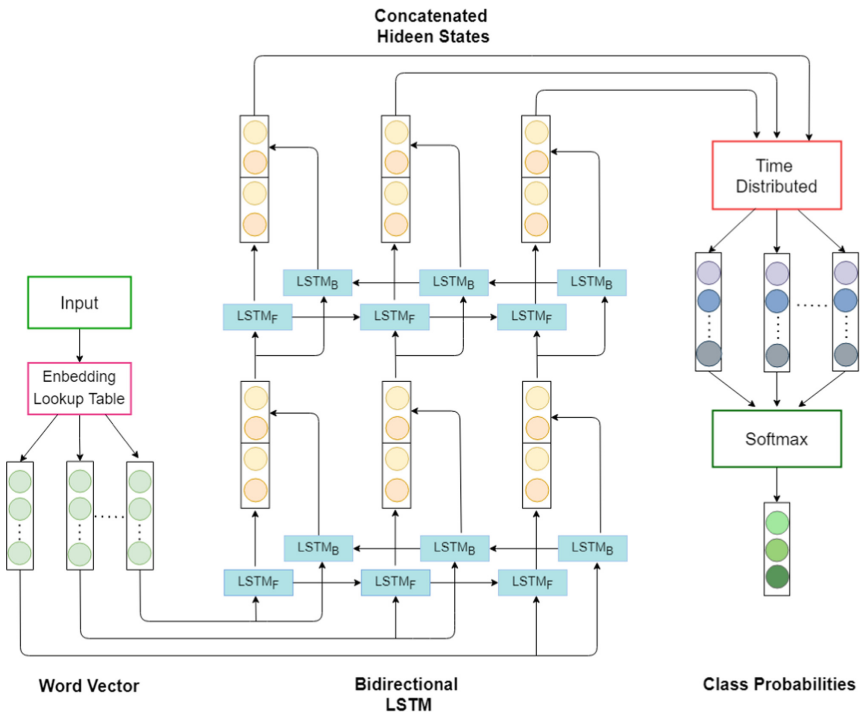 Concatenated
Hideen States
Time
Distributed
LSTMB
LSTMB
LSTMB
Input
LSTMF
LSTMF
LSTMF
Enbedding
Lookup Table
Softmax
LSTMB
LSTMB
LSTMB
LSTMF
LSTMF
LSTMF
Word Vector
Bidirectional
LSTM
Class Probabilities